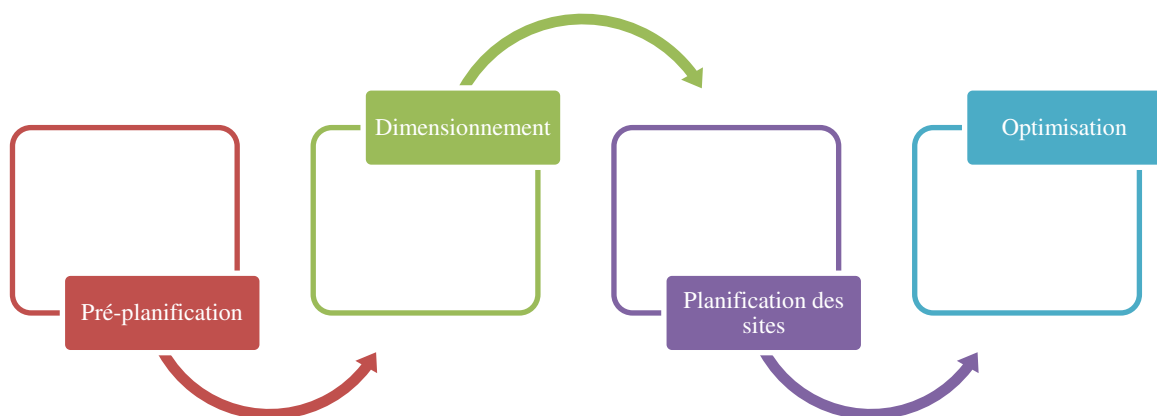 Pré-planification
Dimensionnement
Planification des
sites
Optimisation